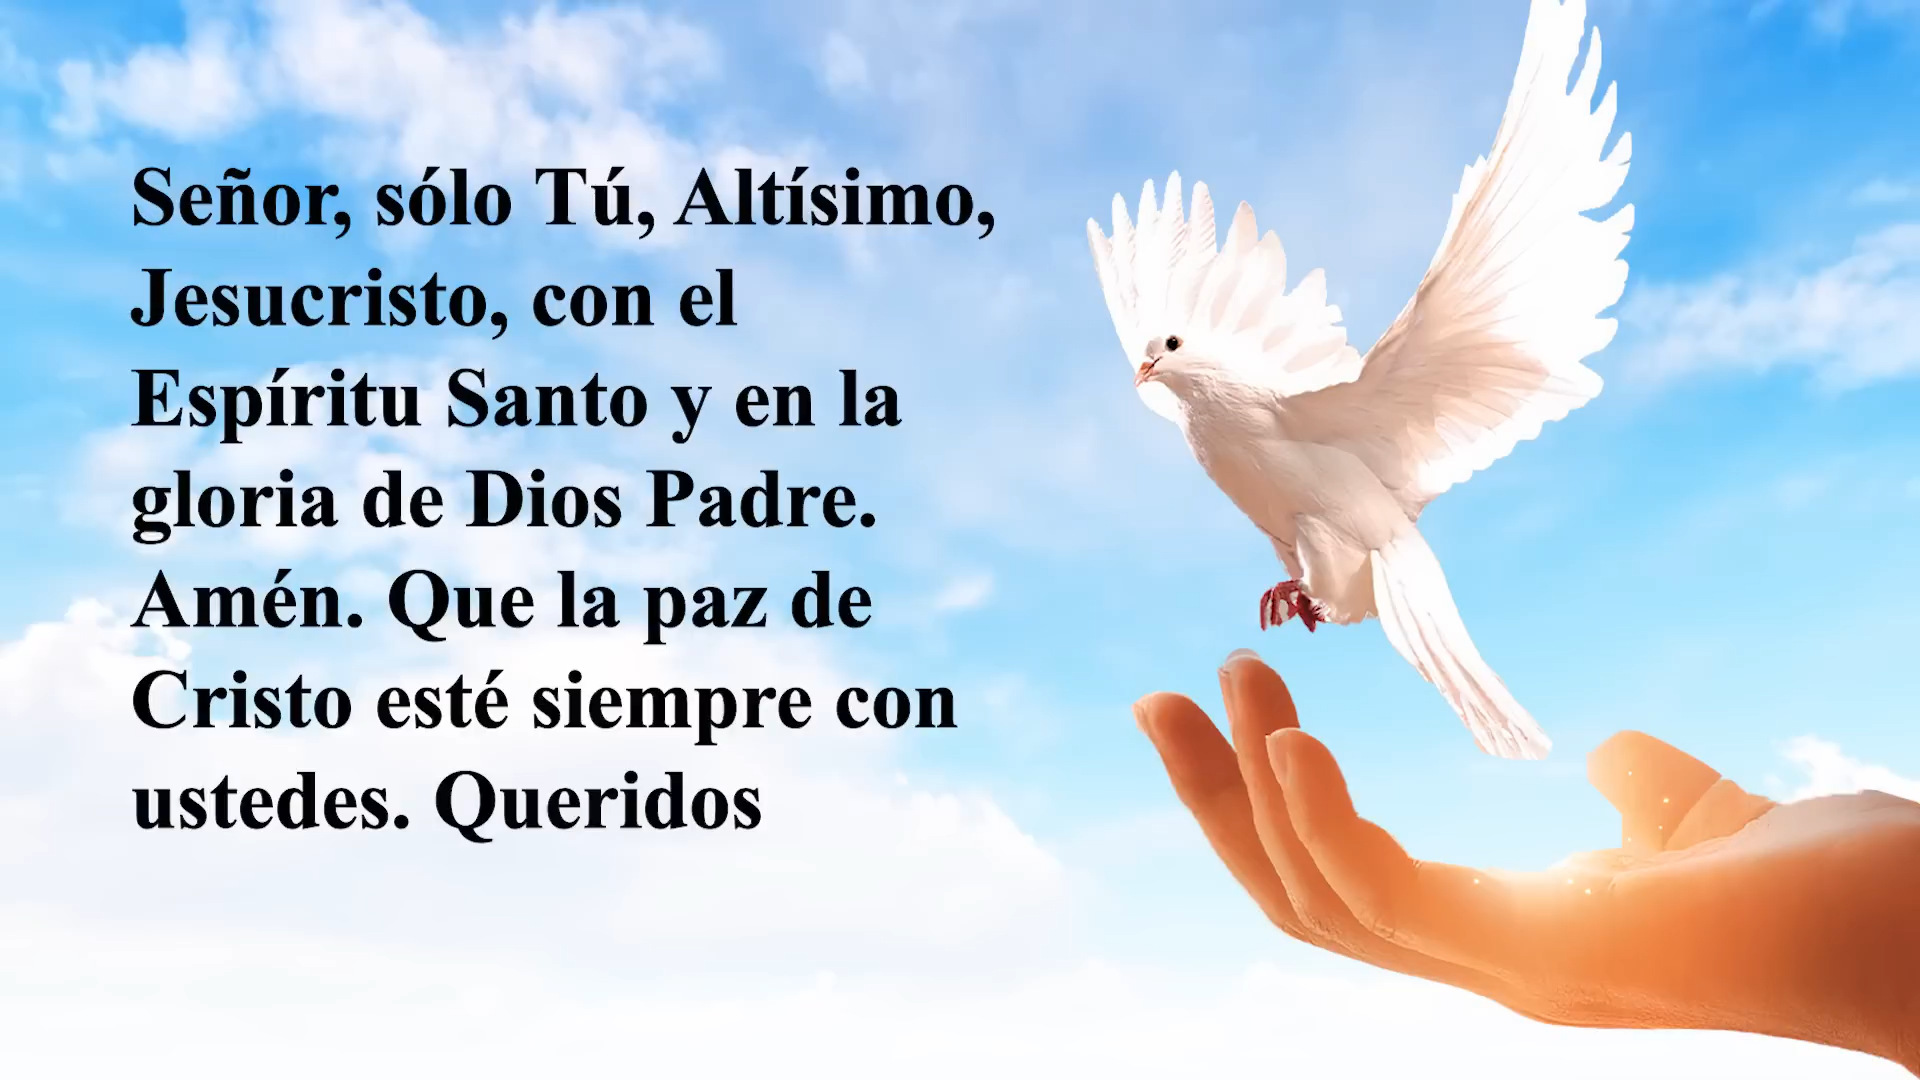 Señor, sólo Tú, Altísimo,
Jesucristo, con el
Espíritu Santo y en la
gloria de Dios Padre.
Amén. Que la paz de
Cristo esté siempre con
ustedes. Queridos